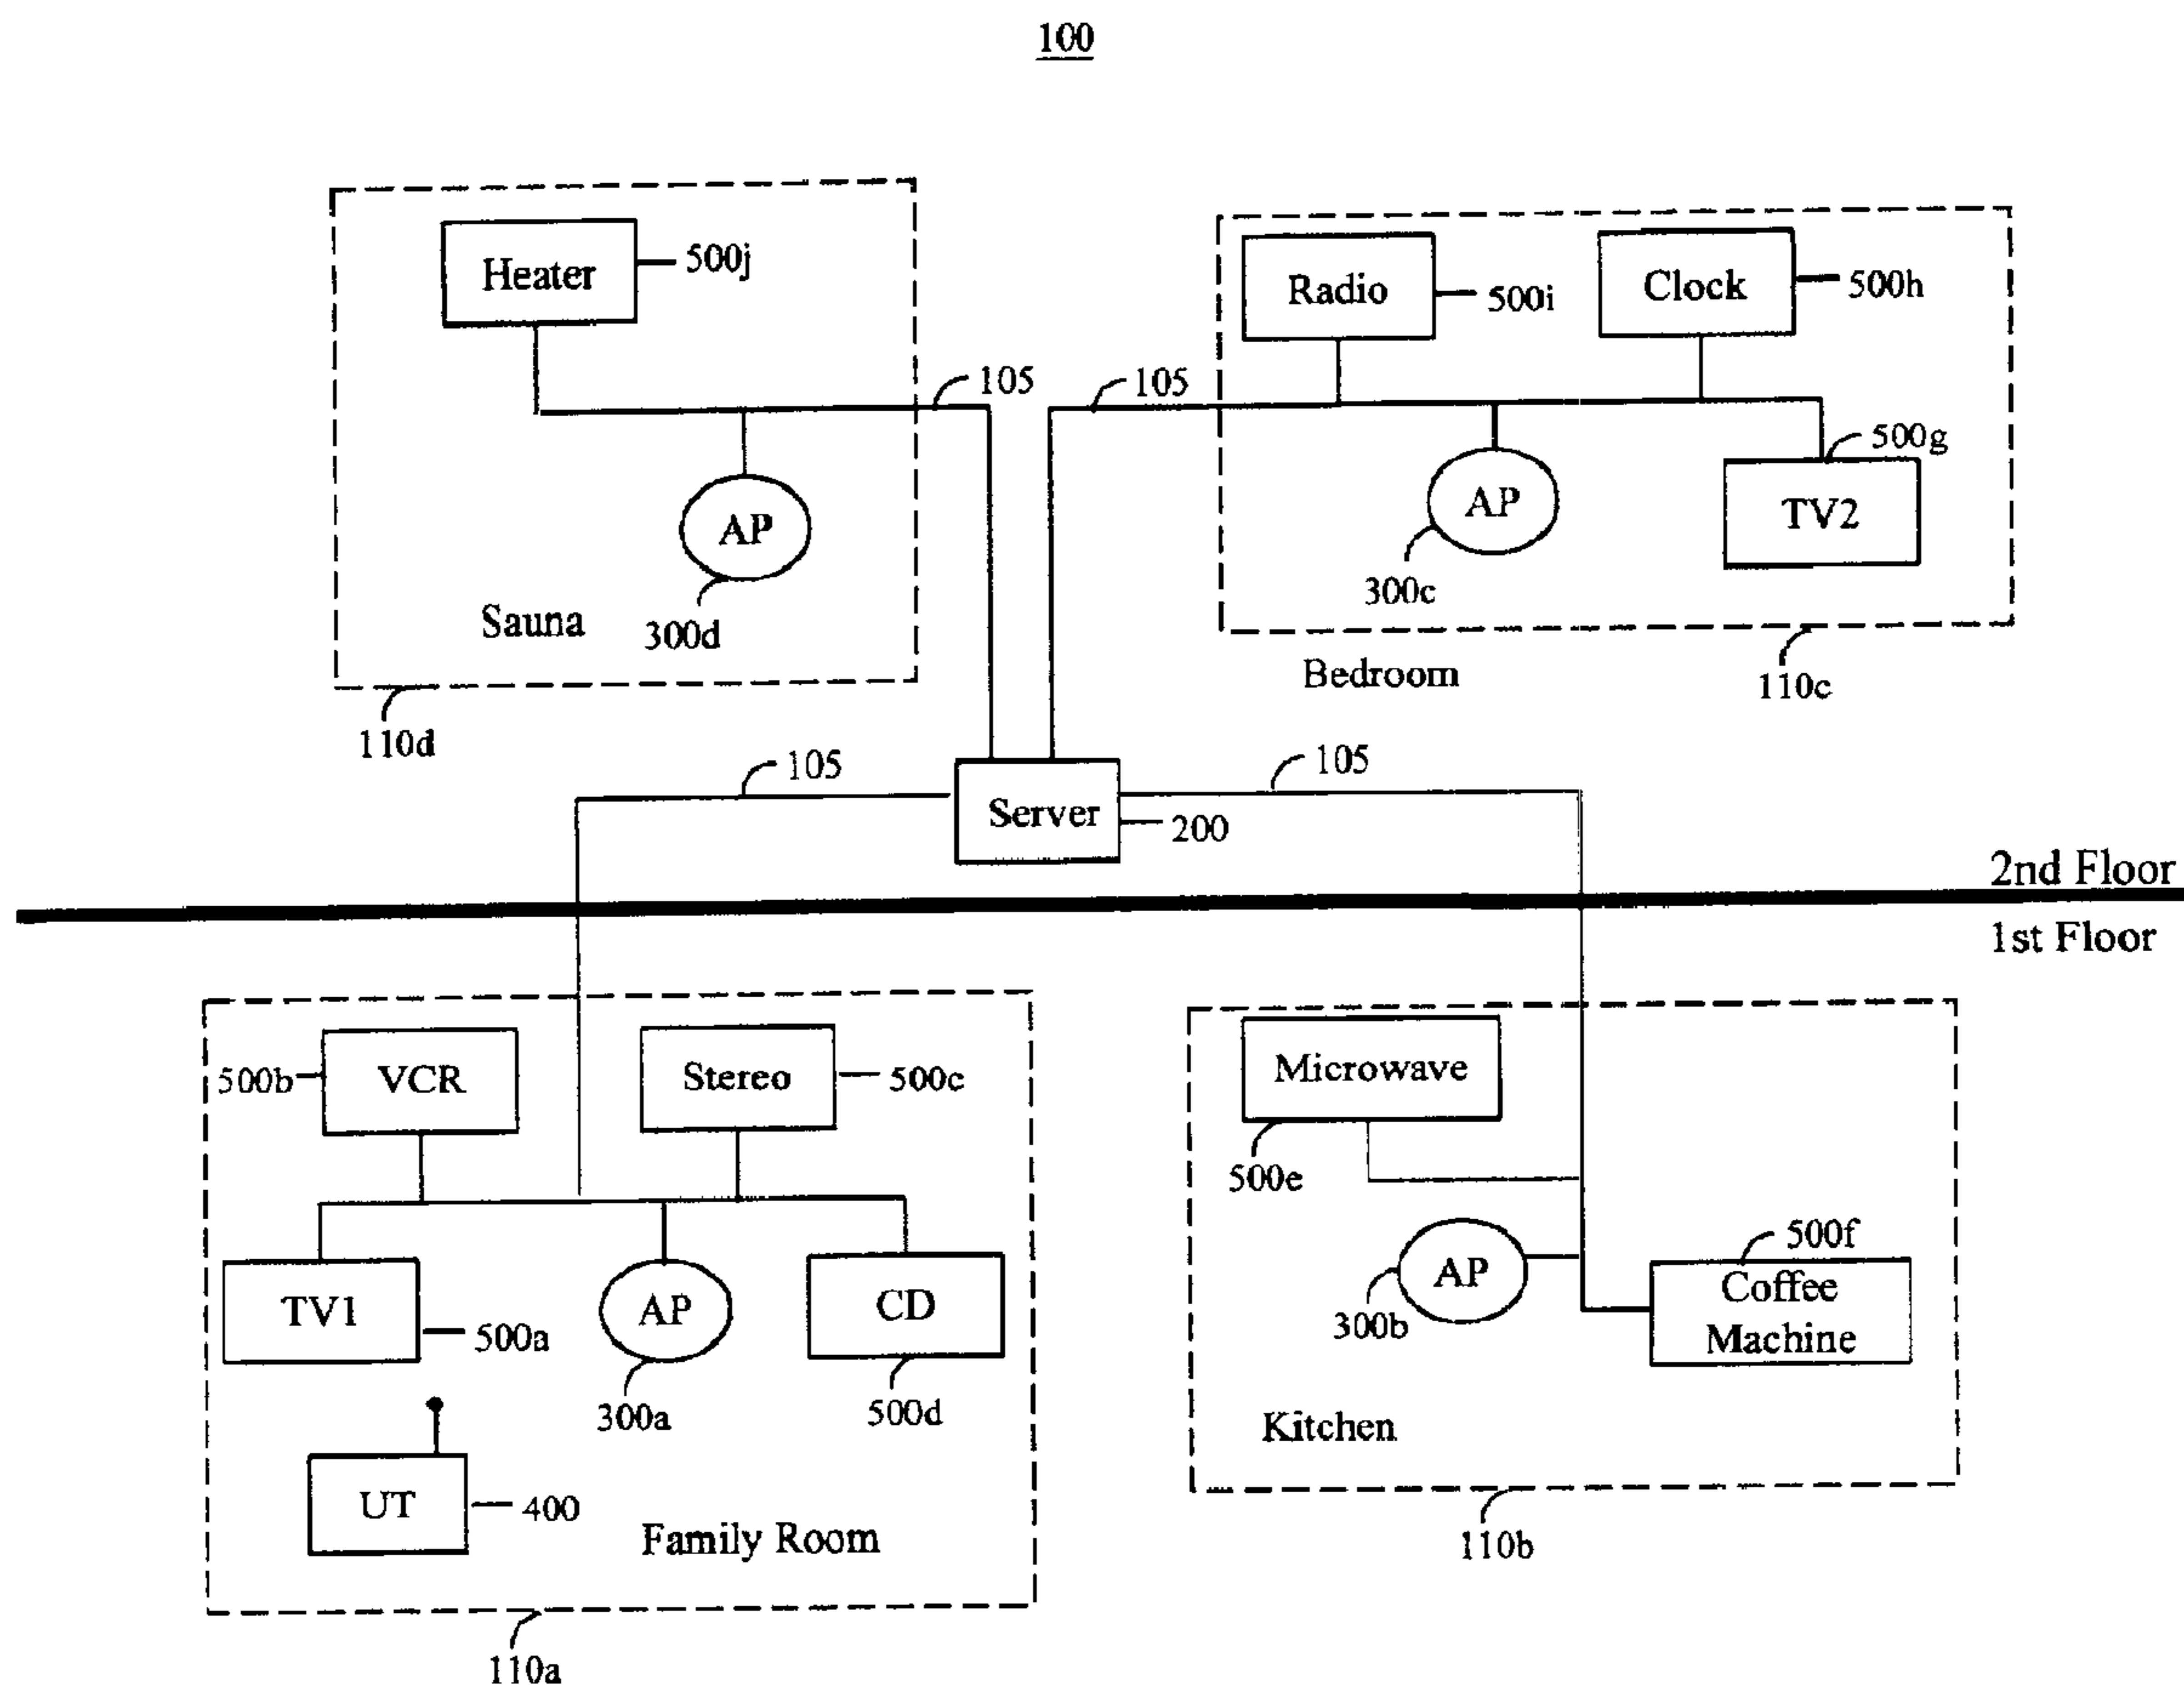 100
Heater
500j
Radio
500i
Clock
500h
105
105
500g
AP
AP
TV2
300c
Sauna
300d
Bedroom
110c
110d
105
105
Server
200
2nd Floor
1st Floor
500b
VCR
Stereo
500c
Microwave
500e
TV1
500a
AP
CD
300a
500d
AP
300b
500f
Coffee
Machine
Kitchen
UT
400
Family Room
110b
110a